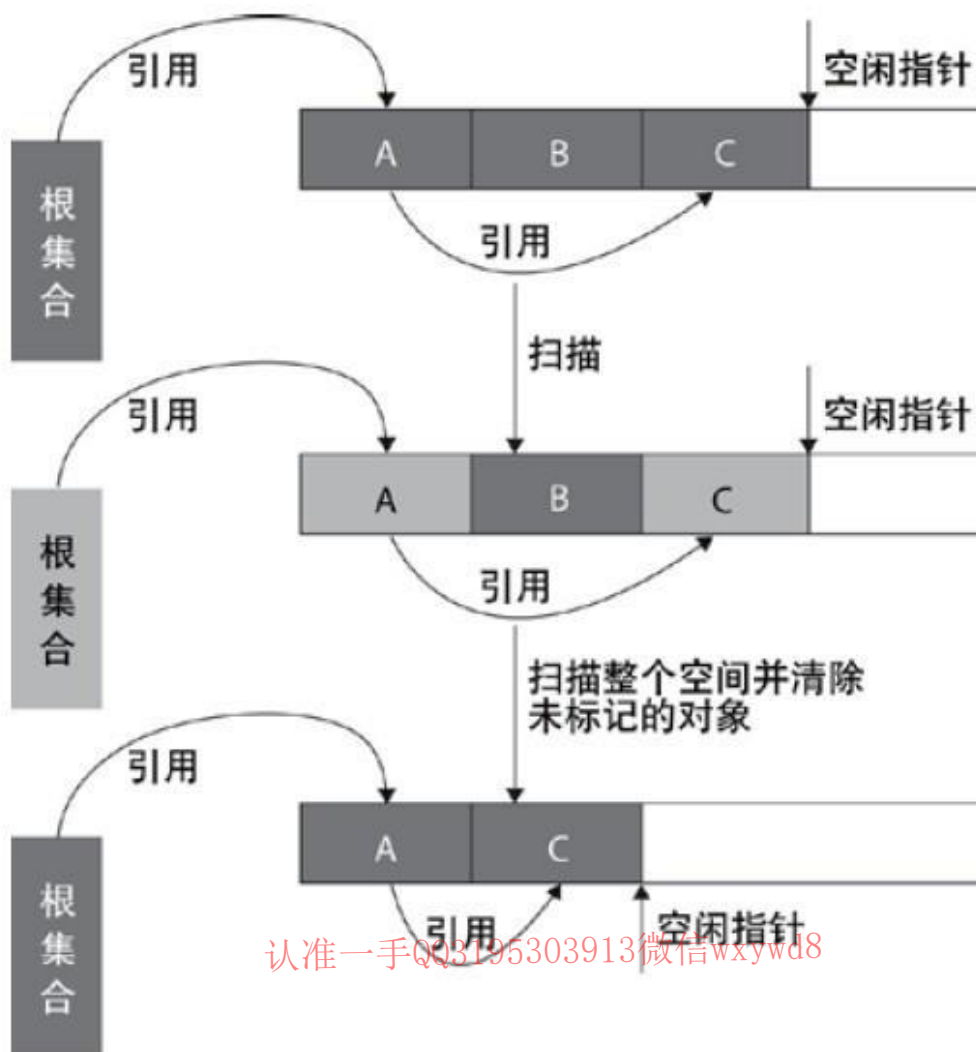 引用
空闲指针
A
B
C
根集合
引用
扫描
引用
空闲指针
A
B
C
根集合
引用
扫描整个空间并清除
未标记的对象
引用
A
C
根集合
引用
空闲指针
认准一手QQ3195303913微信wxywd8